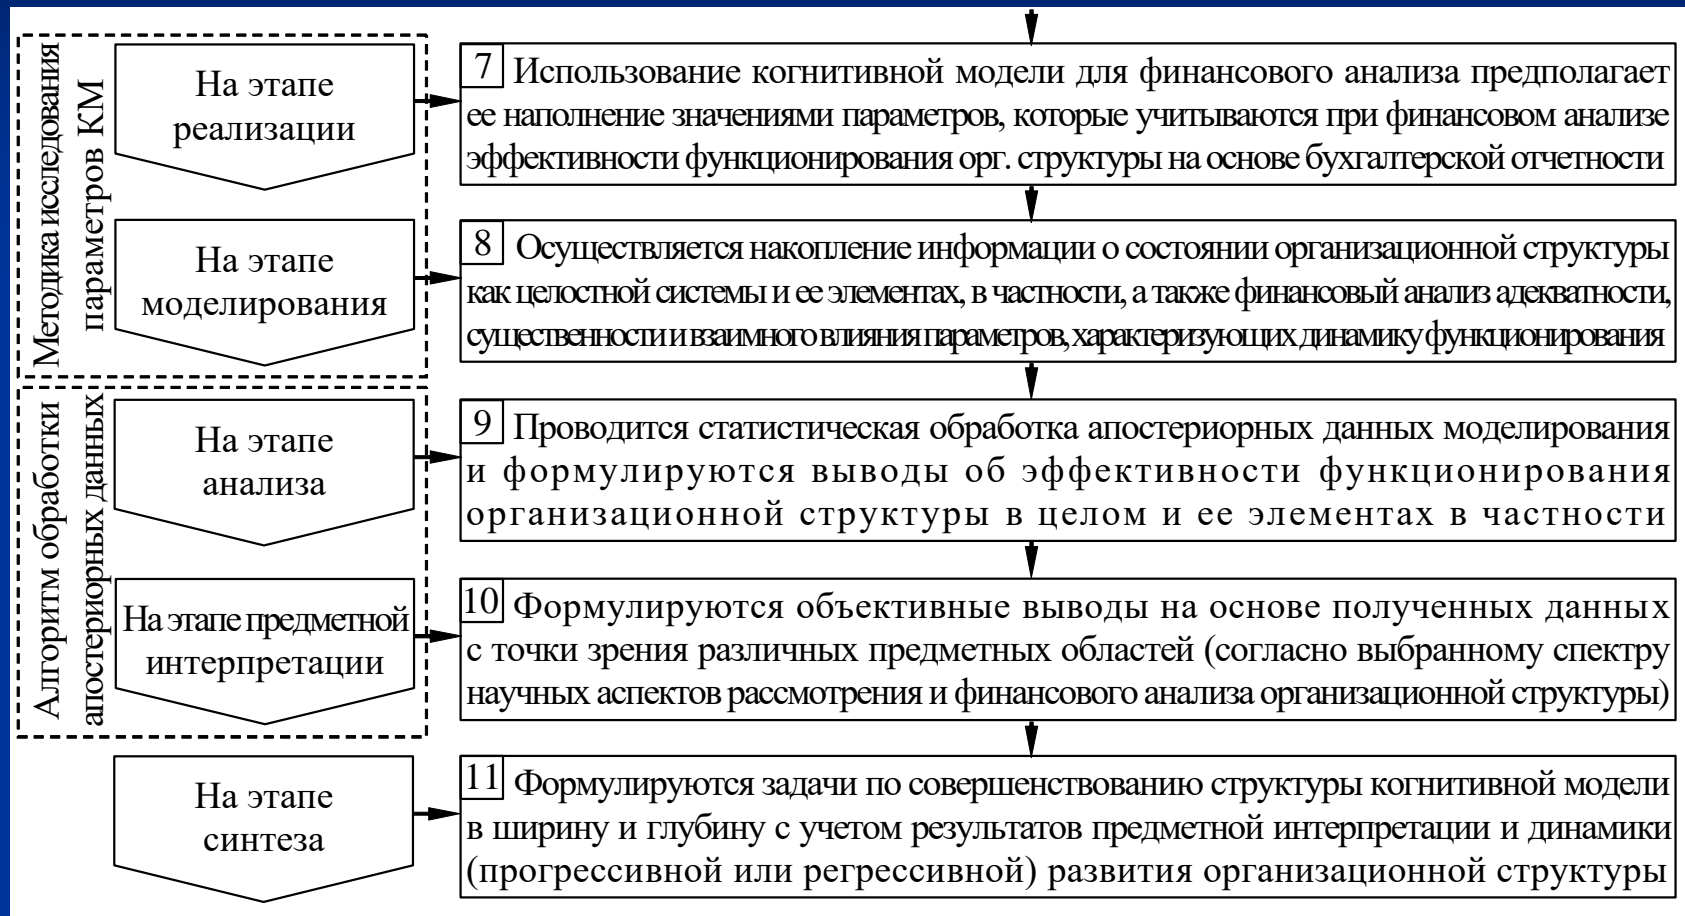 Методика исследования
параметров КМ
На этапе
реализации
7 Использование когнитивной модели для финансового анализа предполагает
ее наполнение значениями параметров, которые учитываются при финансовом анализе
эффективности функционирования орг. структуры на основе бухгалтерской отчетности
На этапе
моделирования
8 Осуществляется накопление информации о состоянии организационной структуры
как целостной системы и ее элементах, в частности, а также финансовый анализ адекватности,
существенности и взаимного влияния параметров, характеризующих динамику функционирования
Алгоритм обработки
апостериорных данных
На этапе
анализа
9 Проводится статистическая обработка апостериорных данных моделирования
и формулируются выводы об эффективности функционирования
организационной структуры в целом и ее элементах в частности
На этапе предметной
интерпретации
10 Формулируются объективные выводы на основе полученных данных
с точки зрения различных предметных областей (согласно выбранному спектру
научных аспектов рассмотрения и финансового анализа организационной структуры)
На этапе
синтеза
11 Формулируются задачи по совершенствованию структуры когнитивной модели
в ширину и глубину с учетом результатов предметной интерпретации и динамики
(прогрессивной или регрессивной) развития организационной структуры